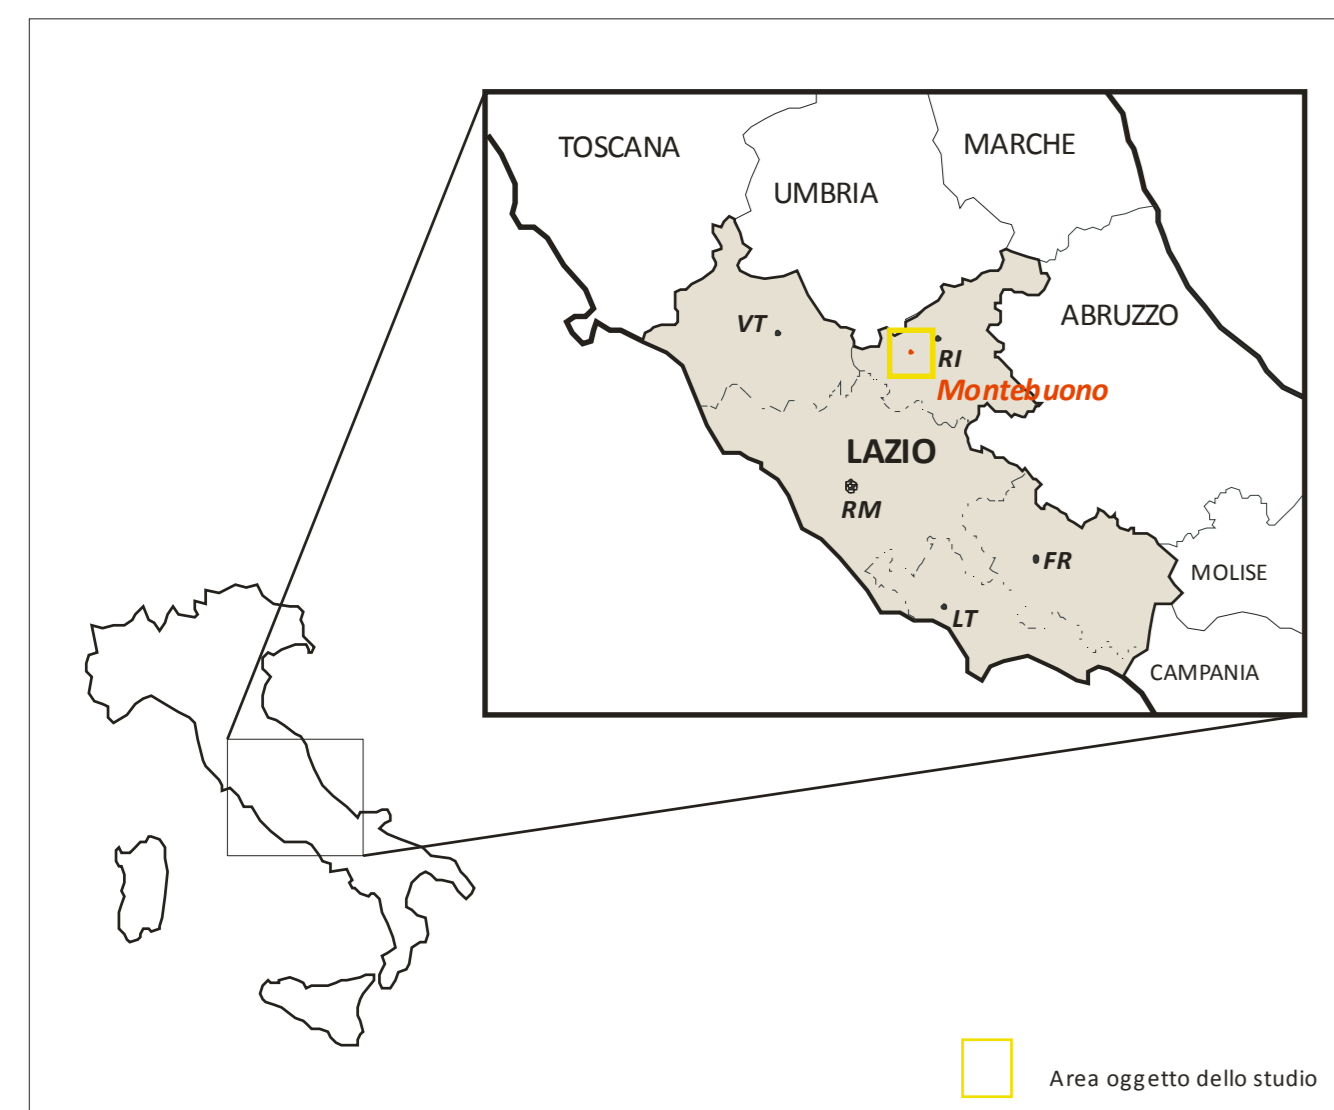 TOSCANA
MARCHE
UMBRIA
ABRUZZO
VT
RI
Montebuono
LAZIO
RM
FR
MOLISE
LT
CAMPANIA
Area oggetto dello studio